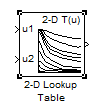 2-D T(u)
u1
u2
2-D Lookup
Table